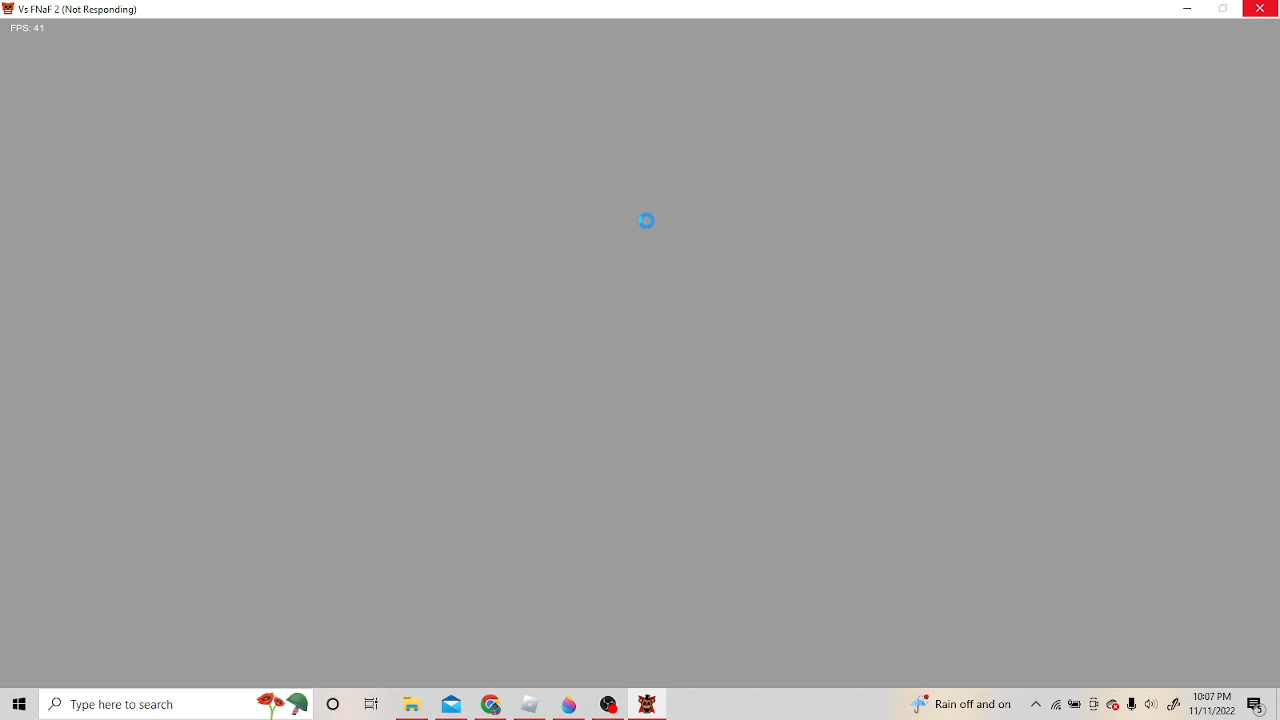 Vs FNaF 2 (Not Responding)
FPS: 41
Type here to search
Rain off and on
10:07 PM
11/11/2022
5